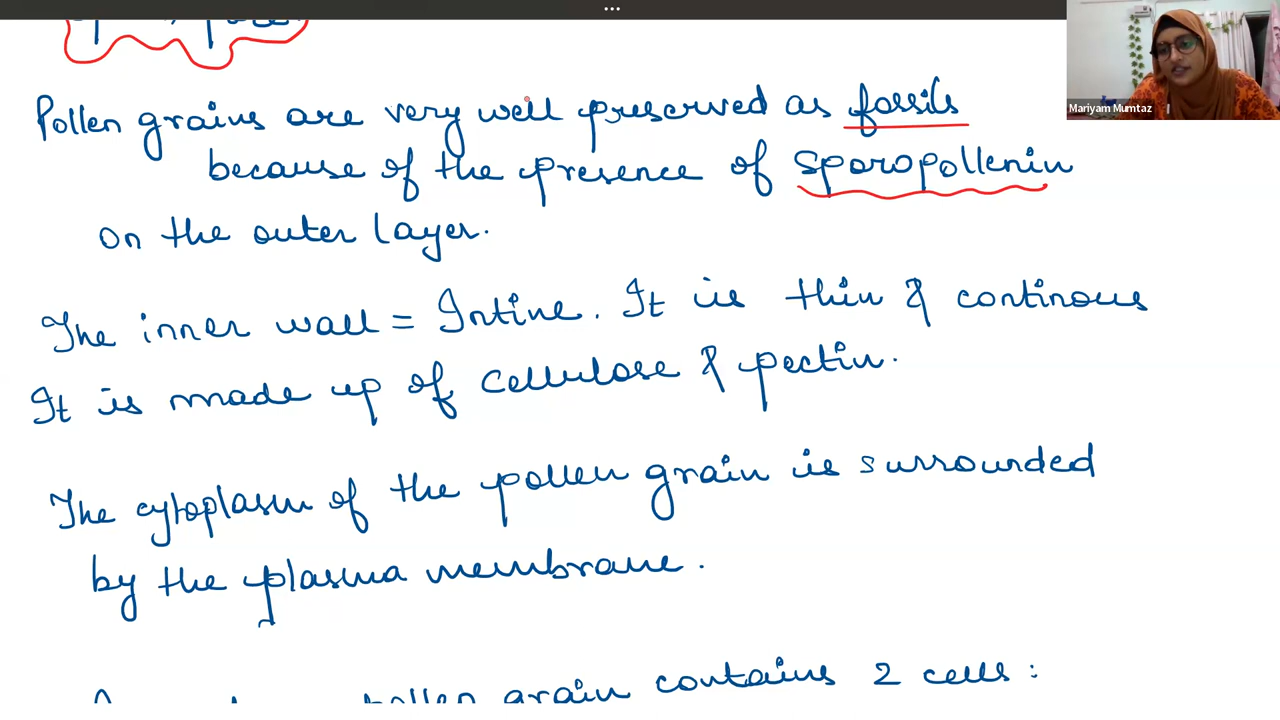 Mariyam Mumtaz
Pollen grains are very well preserved as fossils
because of the presence of sporopollenin
on the outer layer.
The inner wall = Intine. It is thin & continous
It is made up of cellulose & pectin.
The cytoplasm of the pollen grain is surrounded
by the plasma membrane.
pollen grain contains 2 cells :